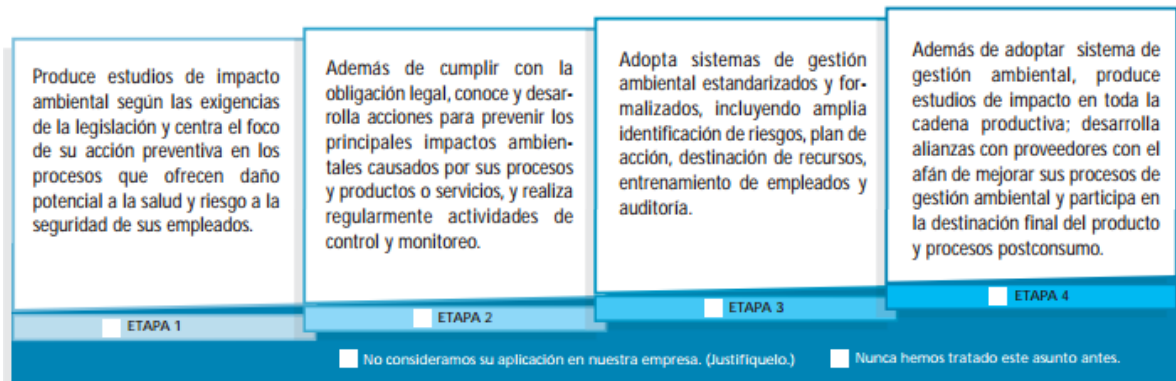 Produce estudios de impacto
ambiental según las exigencias
de la legislación y centra el foco
de su acción preventiva en los
procesos que ofrecen daño
potencial a la salud y riesgo a la
seguridad de sus empleados.
ETAPA 1
Además de cumplir con la
obligación legal, conoce y desar-
rolla acciones para prevenir los
principales impactos ambien-
tales causados por sus procesos
y productos o servicios, y realiza
regularmente actividades de
control y monitoreo.
ETAPA 2
Adopta sistemas de gestión
ambiental estandarizados y for-
malizados, incluyendo amplia
identificación de riesgos, plan de
acción, destinación de recursos,
entrenamiento de empleados y
auditoría.
ETAPA 3
Además de adoptar sistema de
gestión ambiental, produce
estudios de impacto en toda la
cadena productiva; desarrolla
alianzas con proveedores con el
afán de mejorar sus procesos de
gestión ambiental y participa en
la destinación final del producto
y procesos postconsumo.
ETAPA 4
No consideramos su aplicación en nuestra empresa. (Justifíquelo.)
Nunca hemos tratado este asunto antes.